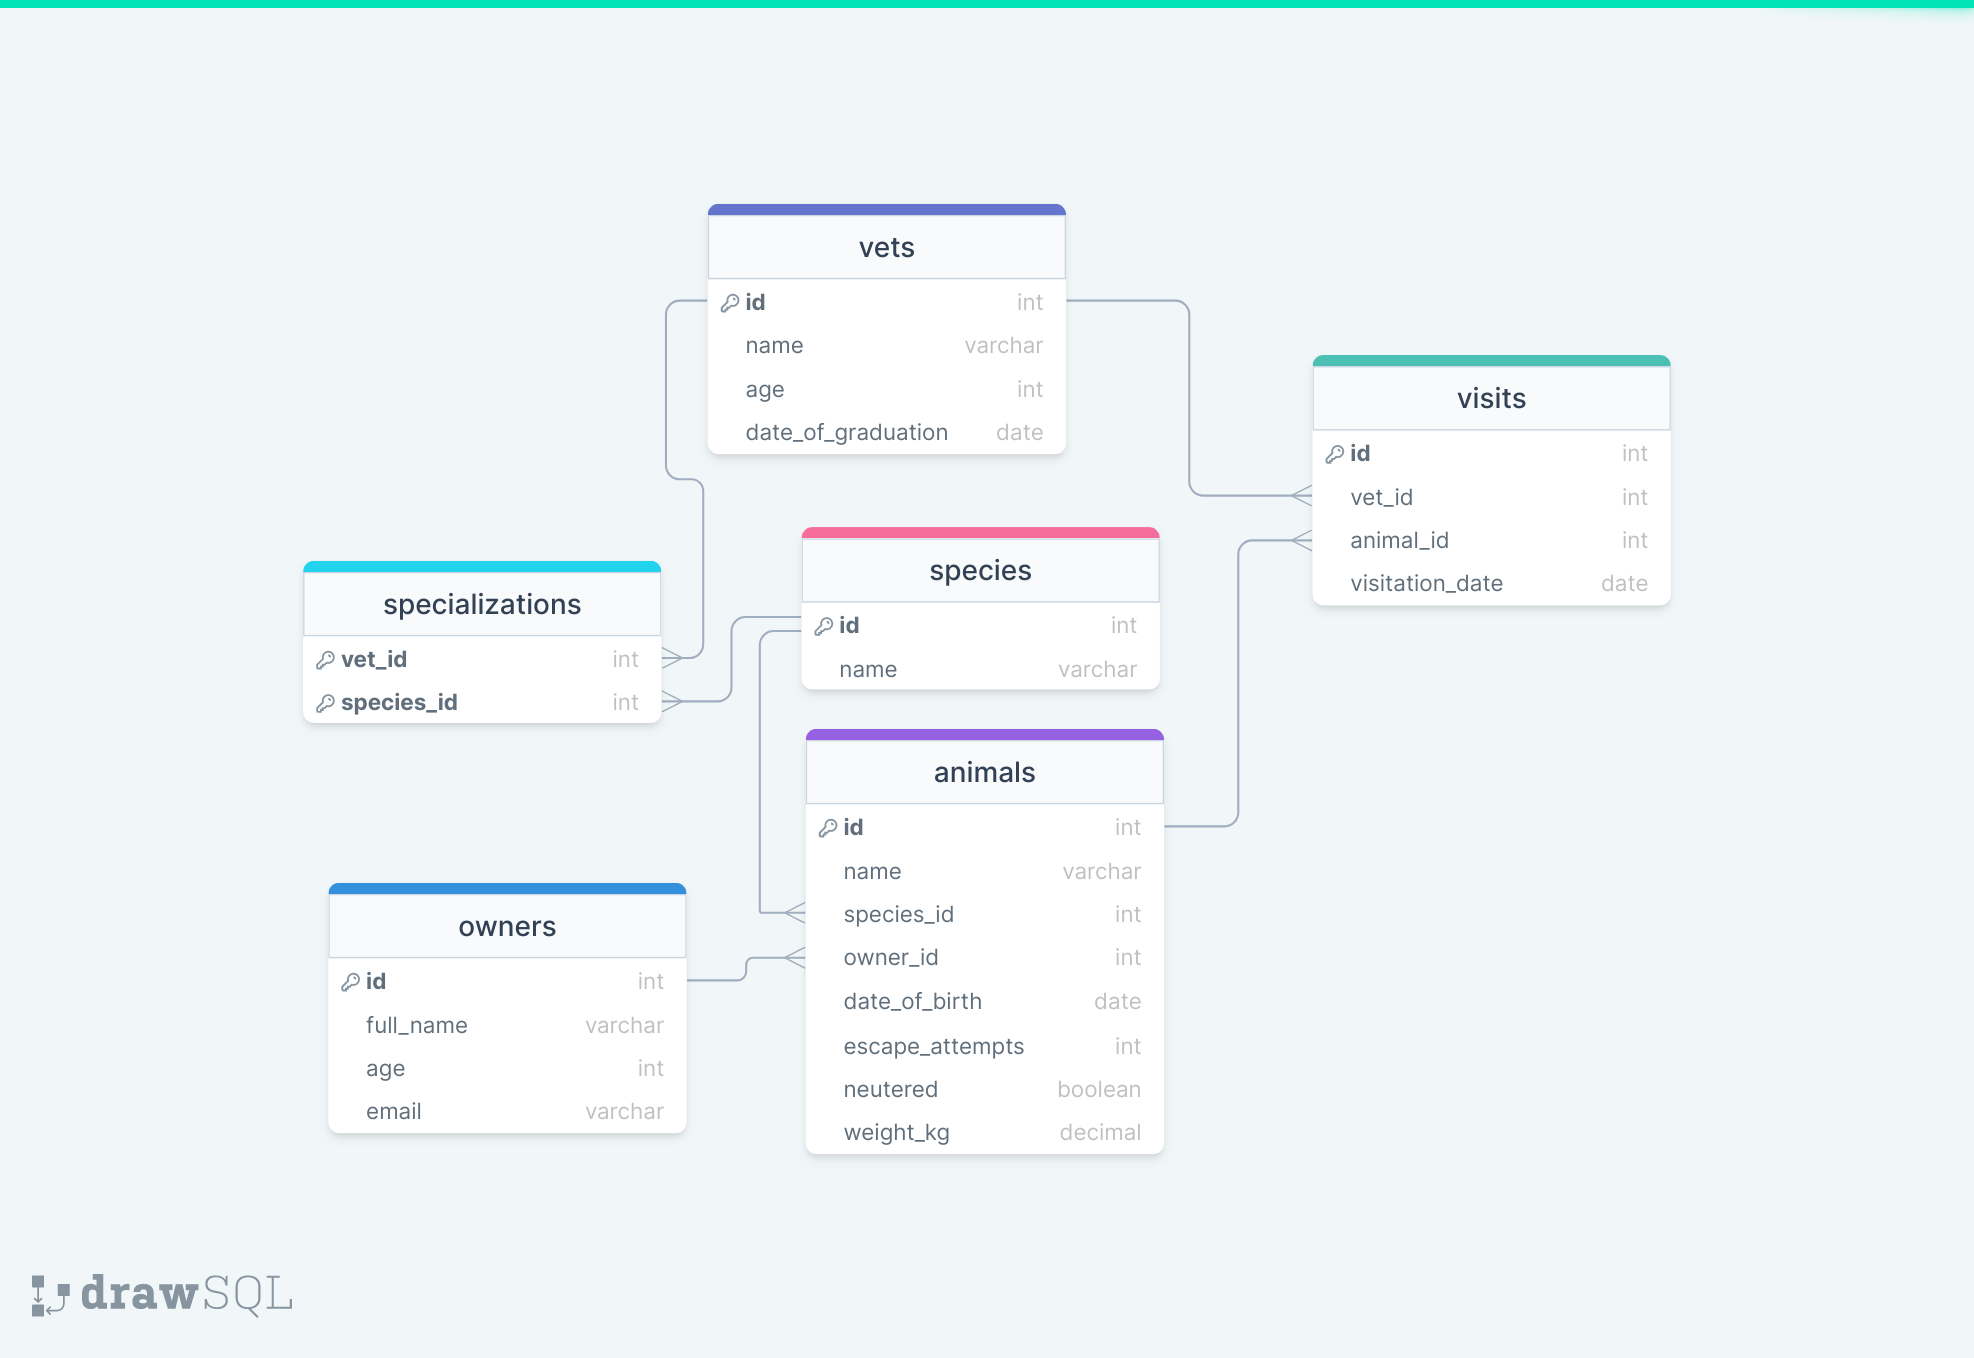 vets
id int
name varchar
age int
date_of_graduation date
visits
id int
vet_id int
animal_id int
visitation_date date
specializations
vet_id int
species_id int
species
id int
name varchar
animals
id int
name varchar
species_id int
owner_id int
date_of_birth date
escape_attempts int
neutered boolean
weight_kg decimal
owners
id int
full_name varchar
age int
email varchar
drawSQL